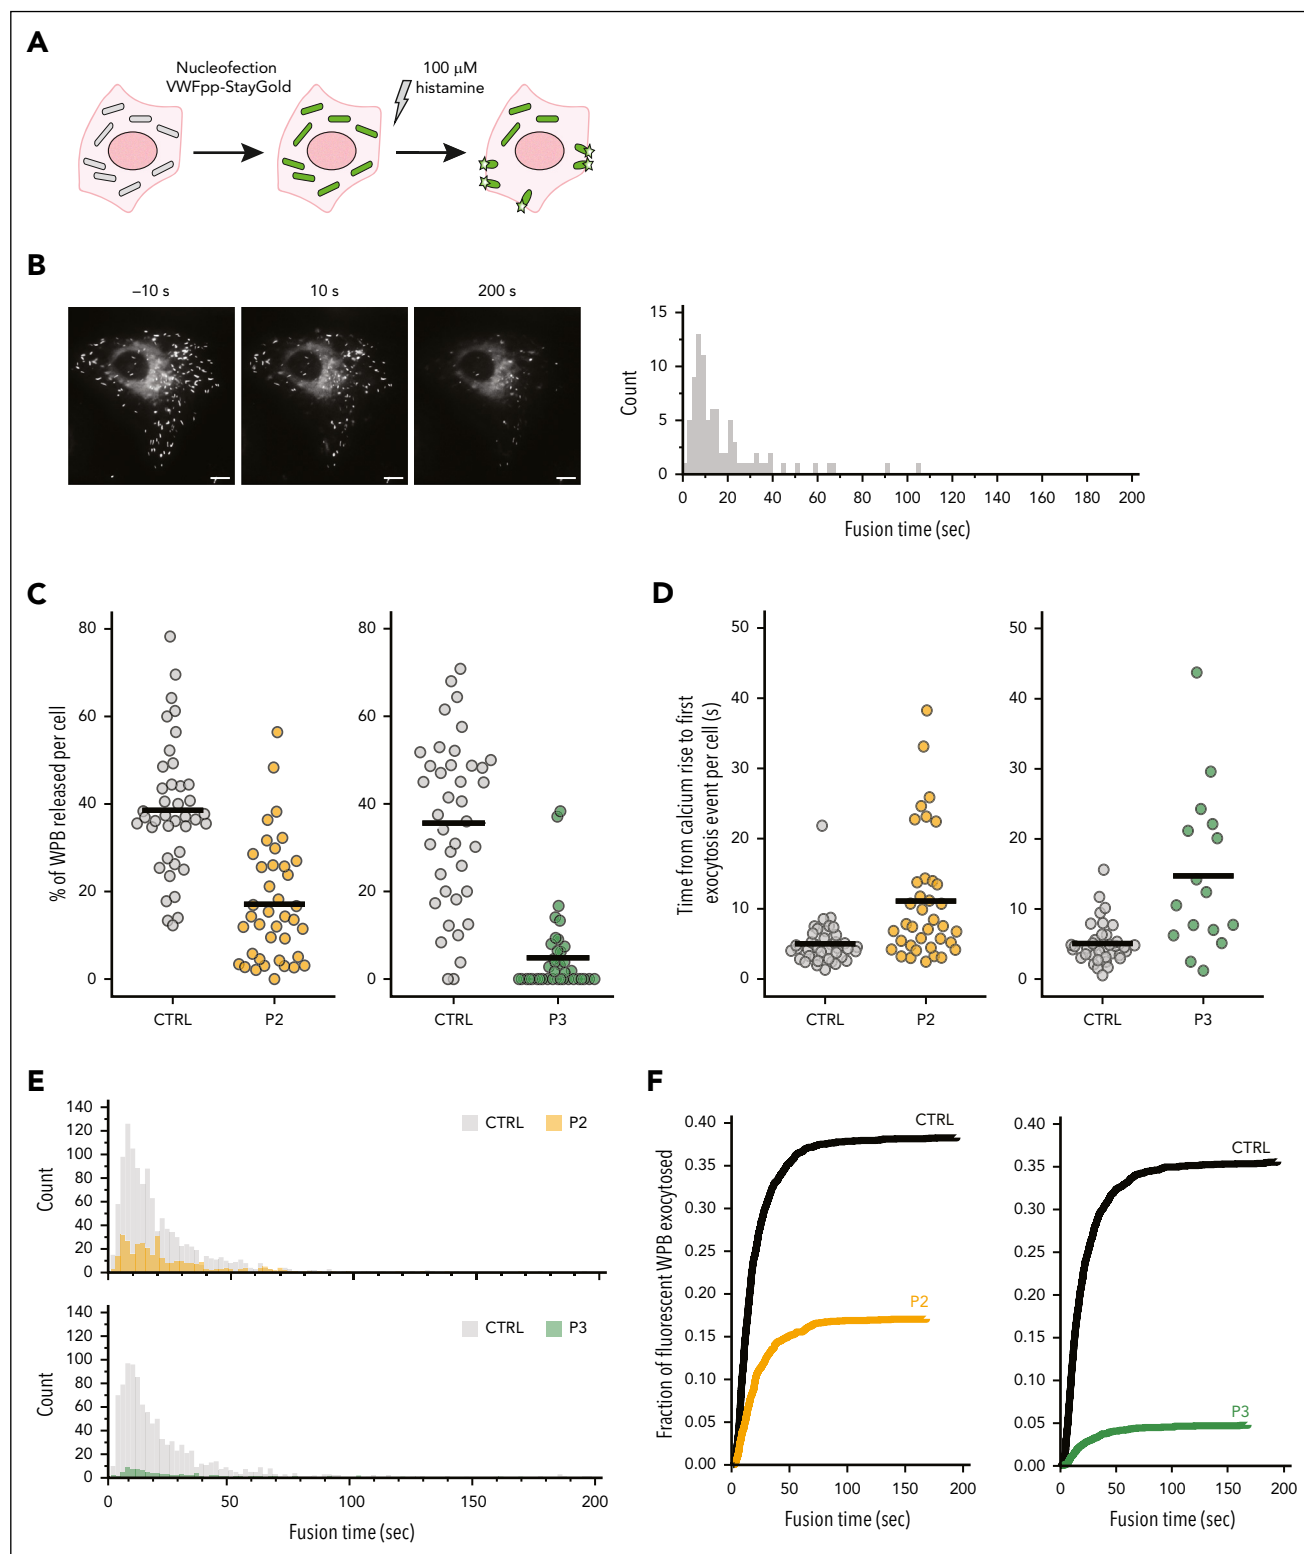 A
Nucleofection
VWFpp-StayGold
100 μM
histamine
B
–10 s
10 s
200 s
15
10
5
0
Count
0 20 40 60 80 100 120 140 160 180 200
Fusion time (sec)
C
% of WPB released per cell
80
60
40
20
0
CTRL P2
80
60
40
20
0
CTRL P3
D
Time from calcium rise to first
exocytosis event per cell (s)
50
40
30
20
10
0
CTRL P2
50
40
30
20
10
0
CTRL P3
E
Count
140
120
100
80
60
40
20
0
CTRL P2
Count
140
120
100
80
60
40
20
0
CTRL P3
0 50 100 150 200
Fusion time (sec)
F
Fraction of fluorescent WPB exocytosed
0.40
0.35
0.30
0.25
0.20
0.15
0.10
0.05
0.00
CTRL
P2
0 50 100 150 200
Fusion time (sec)
0.40
0.35
0.30
0.25
0.20
0.15
0.10
0.05
0.00
CTRL
P3
0 50 100 150 200
Fusion time (sec)